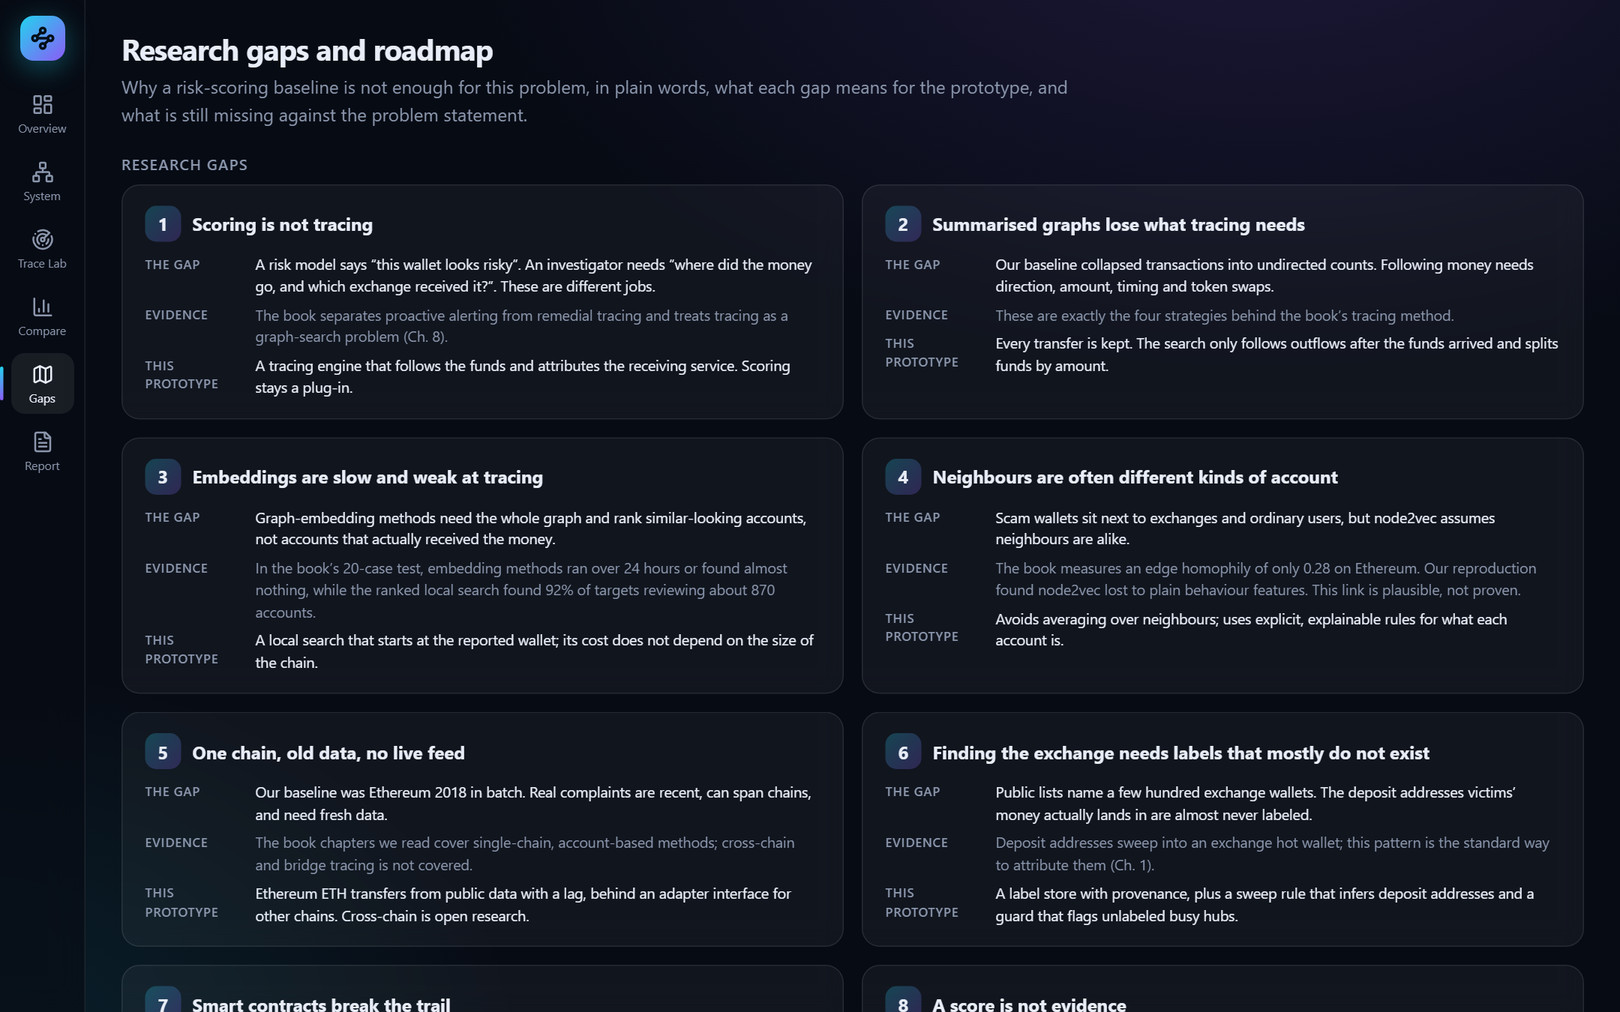 Research gaps and roadmap
Why a risk-scoring baseline is not enough for this problem, in plain words, what each gap means for the prototype, and
what is still missing against the problem statement.
Overview
System
Trace Lab
Compare
Gaps
Report
RESEARCH GAPS
1 Scoring is not tracing
THE GAP
A risk model says “this wallet looks risky”. An investigator needs “where did the money
go, and which exchange received it?”. These are different jobs.
EVIDENCE
The book separates proactive alerting from remedial tracing and treats tracing as a
graph-search problem (Ch. 8).
THIS
PROTOTYPE
A tracing engine that follows the funds and attributes the receiving service. Scoring
stays a plug-in.
2 Summarised graphs lose what tracing needs
THE GAP
Our baseline collapsed transactions into undirected counts. Following money needs
direction, amount, timing and token swaps.
EVIDENCE
These are exactly the four strategies behind the book’s tracing method.
THIS
PROTOTYPE
Every transfer is kept. The search only follows outflows after the funds arrived and splits
funds by amount.
3 Embeddings are slow and weak at tracing
THE GAP
Graph-embedding methods need the whole graph and rank similar-looking accounts,
not accounts that actually received the money.
EVIDENCE
In the book’s 20-case test, embedding methods ran over 24 hours or found almost
nothing, while the ranked local search found 92% of targets reviewing about 870
accounts.
THIS
PROTOTYPE
A local search that starts at the reported wallet; its cost does not depend on the size of
the chain.
4 Neighbours are often different kinds of account
THE GAP
Scam wallets sit next to exchanges and ordinary users, but node2vec assumes
neighbours are alike.
EVIDENCE
The book measures an edge homophily of only 0.28 on Ethereum. Our reproduction
found node2vec lost to plain behaviour features. This link is plausible, not proven.
THIS
PROTOTYPE
Avoids averaging over neighbours; uses explicit, explainable rules for what each
account is.
5 One chain, old data, no live feed
THE GAP
Our baseline was Ethereum 2018 in batch. Real complaints are recent, can span chains,
and need fresh data.
EVIDENCE
The book chapters we read cover single-chain, account-based methods; cross-chain
and bridge tracing is not covered.
THIS
PROTOTYPE
Ethereum ETH transfers from public data with a lag, behind an adapter interface for
other chains. Cross-chain is open research.
6 Finding the exchange needs labels that mostly do not exist
THE GAP
Public lists name a few hundred exchange wallets. The deposit addresses victims’
money actually lands in are almost never labeled.
EVIDENCE
Deposit addresses sweep into an exchange hot wallet; this pattern is the standard way
to attribute them (Ch. 1).
THIS
PROTOTYPE
A label store with provenance, plus a sweep rule that infers deposit addresses and a
guard that flags unlabeled busy hubs.
7 Smart contracts break the trail
8 A score is not evidence